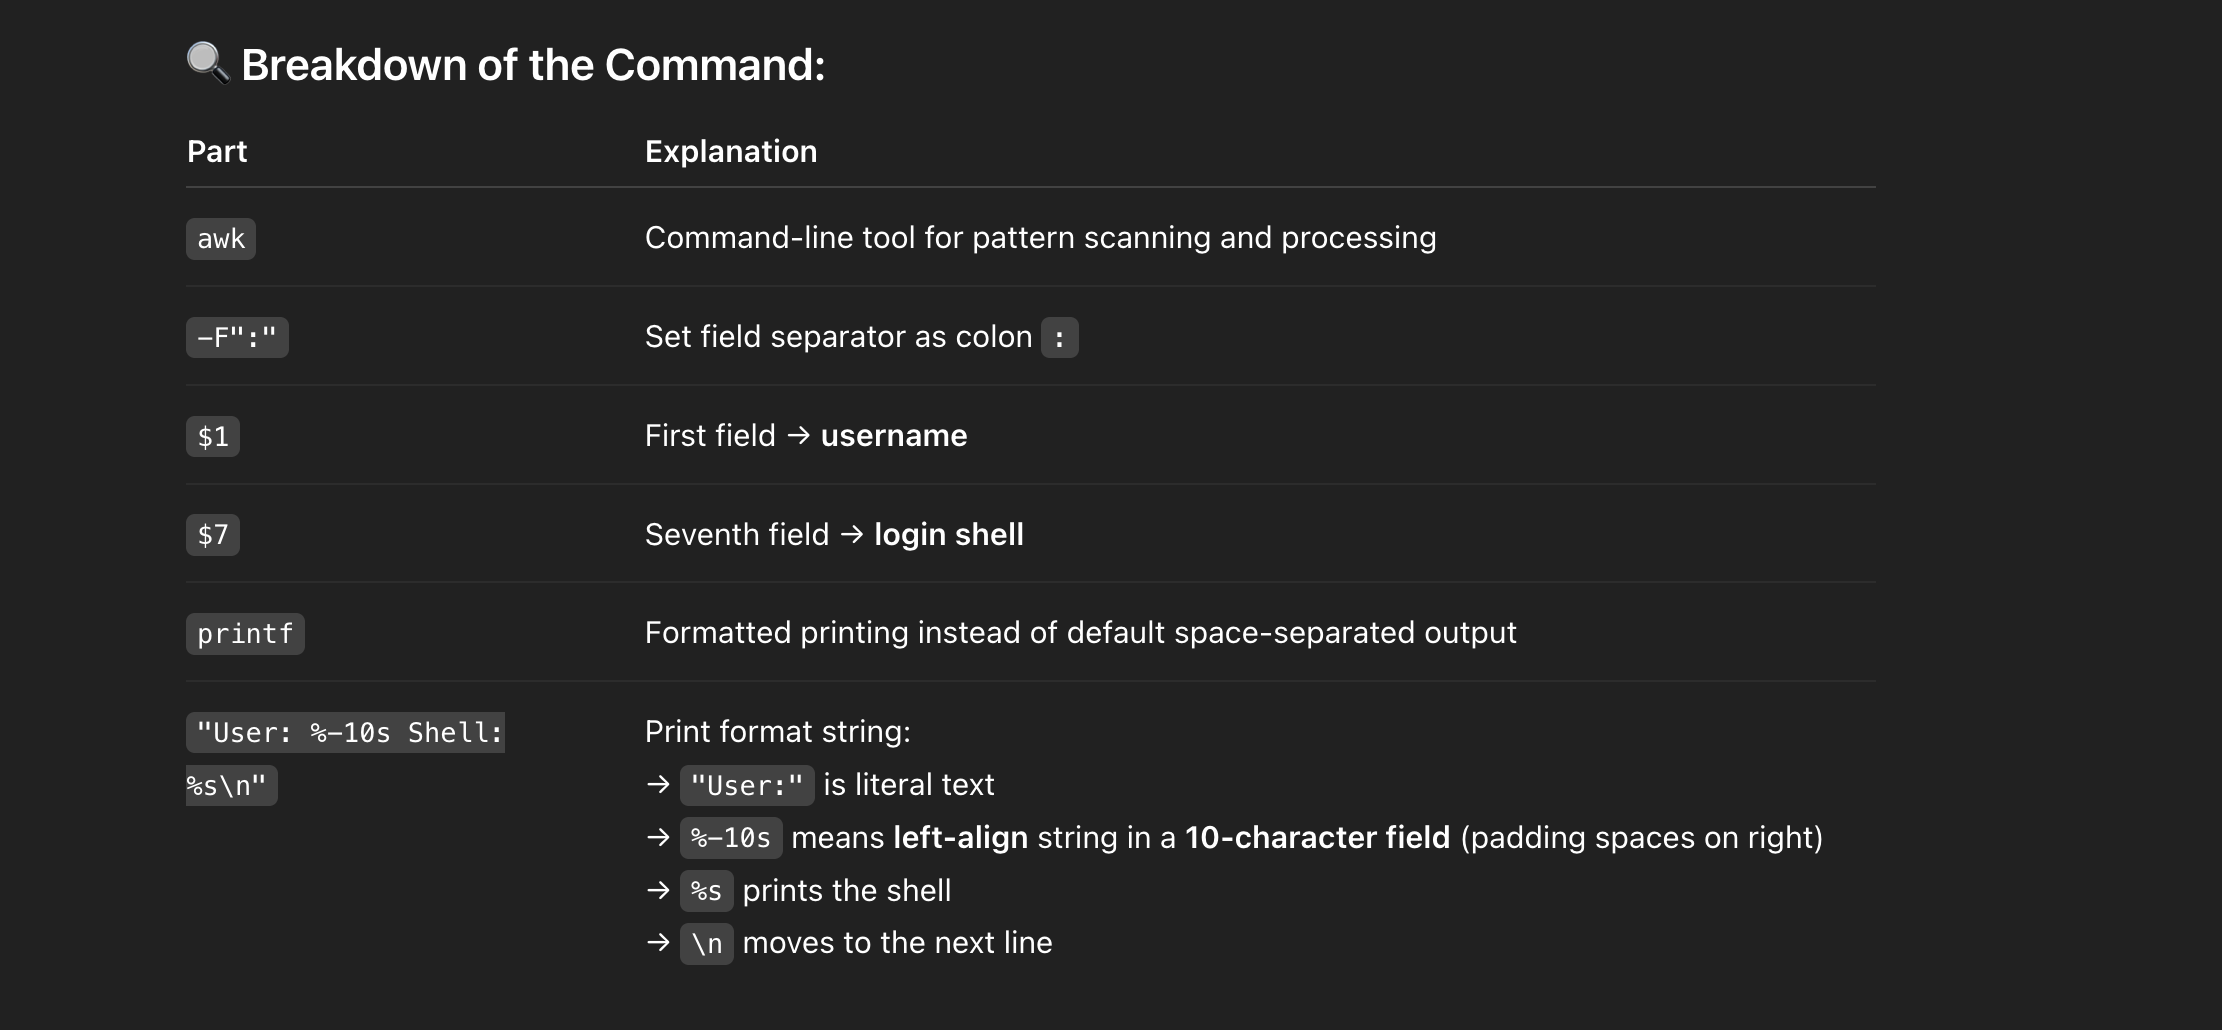 🔍 Breakdown of the Command:
Part Explanation
awk Command-line tool for pattern scanning and processing
-F":" Set field separator as colon :
$1 First field → username
$7 Seventh field → login shell
printf Formatted printing instead of default space-separated output
"User: %-10s Shell: Print format string:
%s\n" → "User:" is literal text
→ %-10s means left-align string in a 10-character field (padding spaces on right)
→ %s prints the shell
→ \n moves to the next line